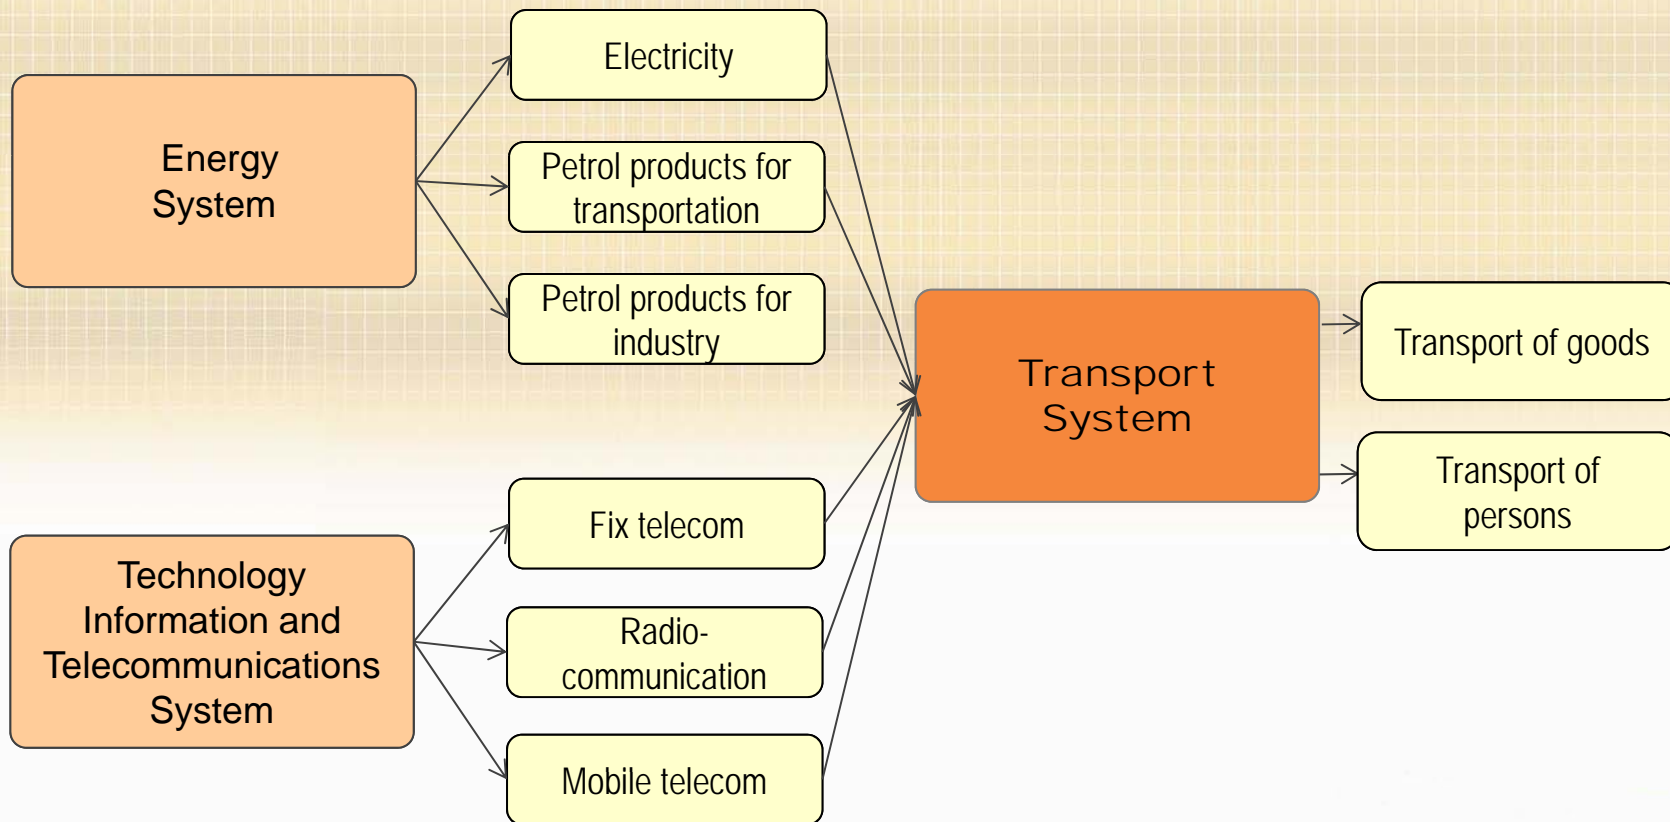 Electricity
Energy
System
Petrol products for
transportation
Petrol products for
industry
Transport
System
Transport of goods
Transport of
persons
Fix telecom
Technology
Information and
Telecommunications
System
Radio-
communication
Mobile telecom